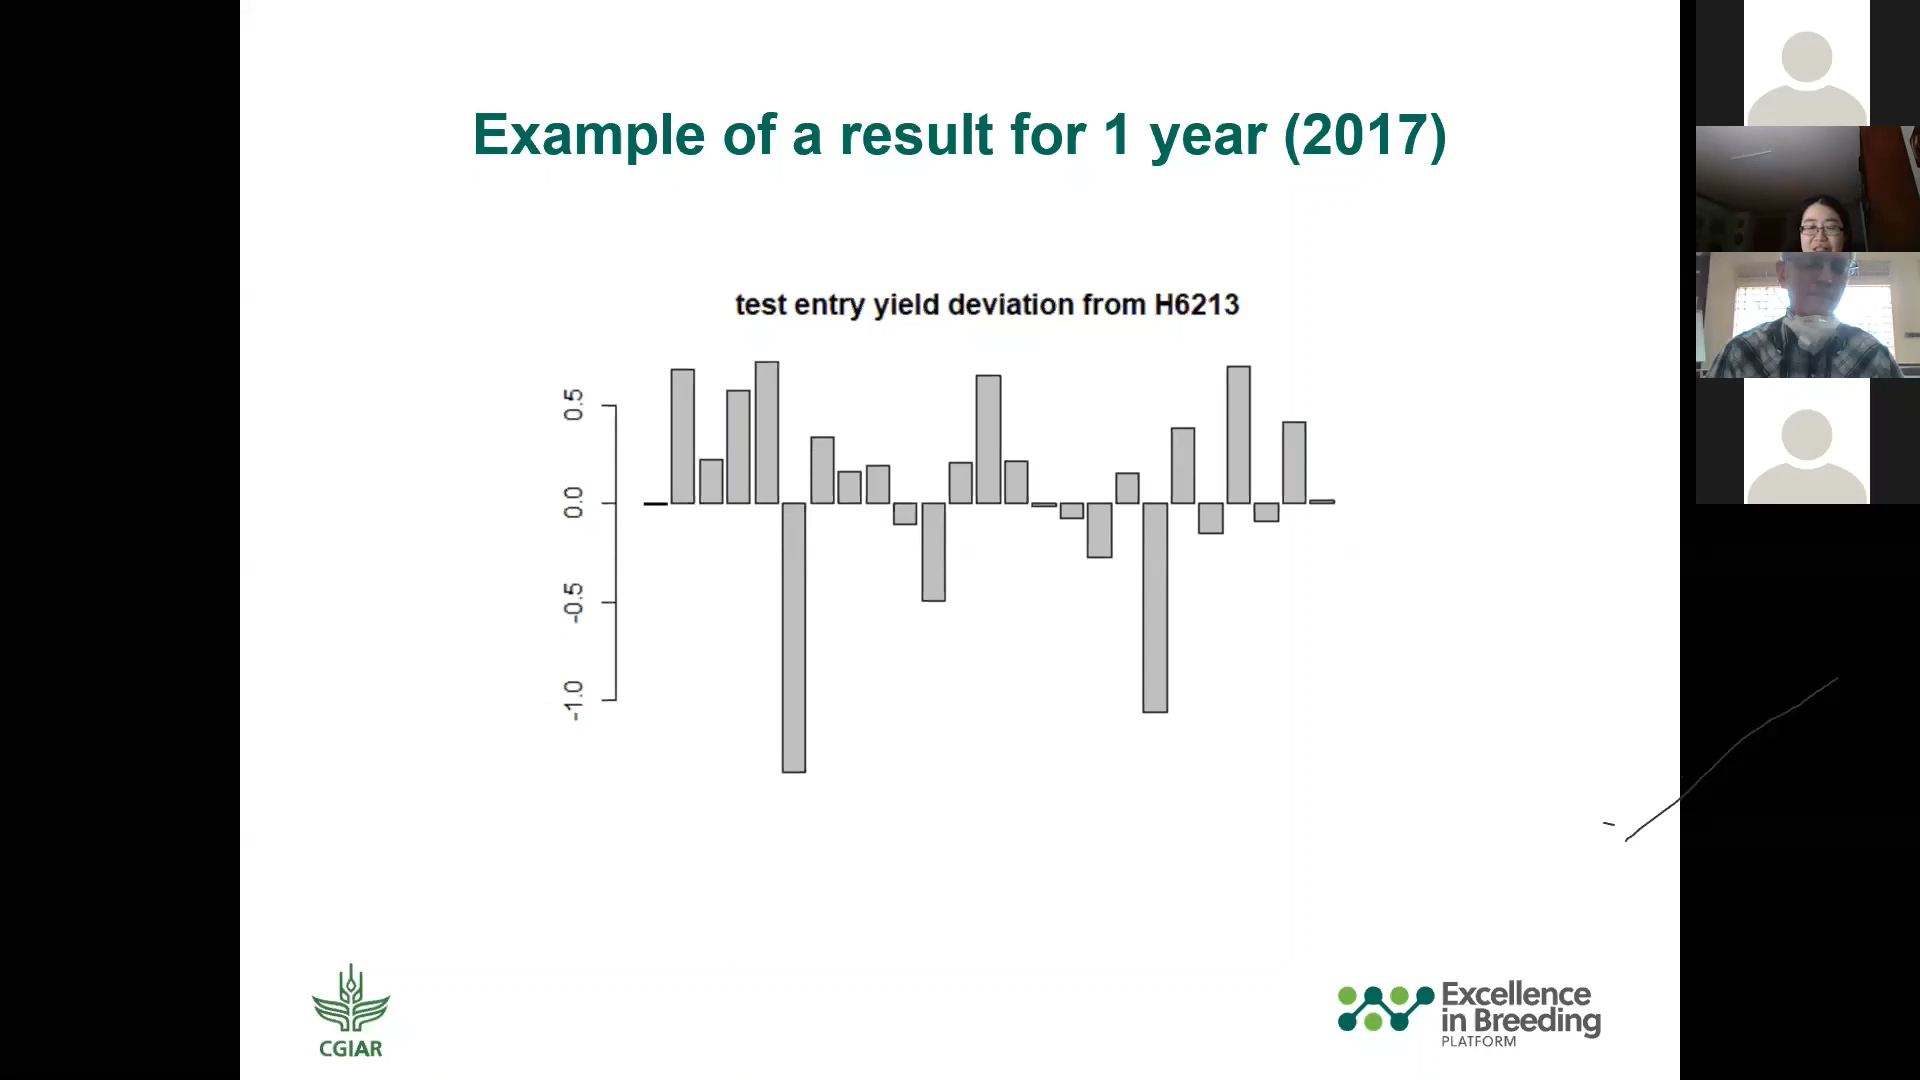 Example of a result for 1 year (2017)
test entry yield deviation from H6213
0.5
0.0
-0.5
-1.0
CGIAR
Excellence
in Breeding
PLATFORM